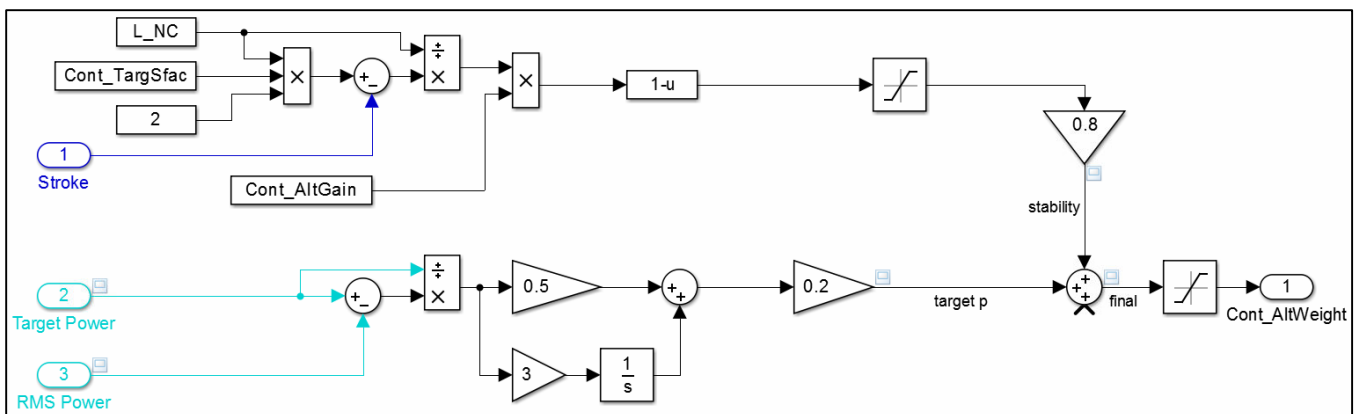 L_NC
÷
×
Cont_TargSfac
×
+
−
×
1-u
2
0.8
1
Stroke
Cont_AltGain
stability
÷
×
2
Target Power
+
−
0.5
+
+
0.2
target p
+
+
final
1
Cont_AltWeight
3
RMS Power
3
1
s